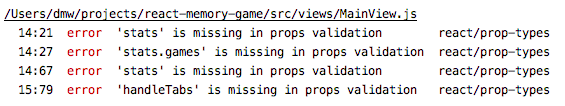 /Users/dmw/projects/react-memory-game/src/views/MainView.js
14:21 error 'stats' is missing in props validation react/prop-types
14:27 error 'stats.games' is missing in props validation react/prop-types
14:67 error 'stats' is missing in props validation react/prop-types
15:79 error 'handleTabs' is missing in props validation react/prop-types